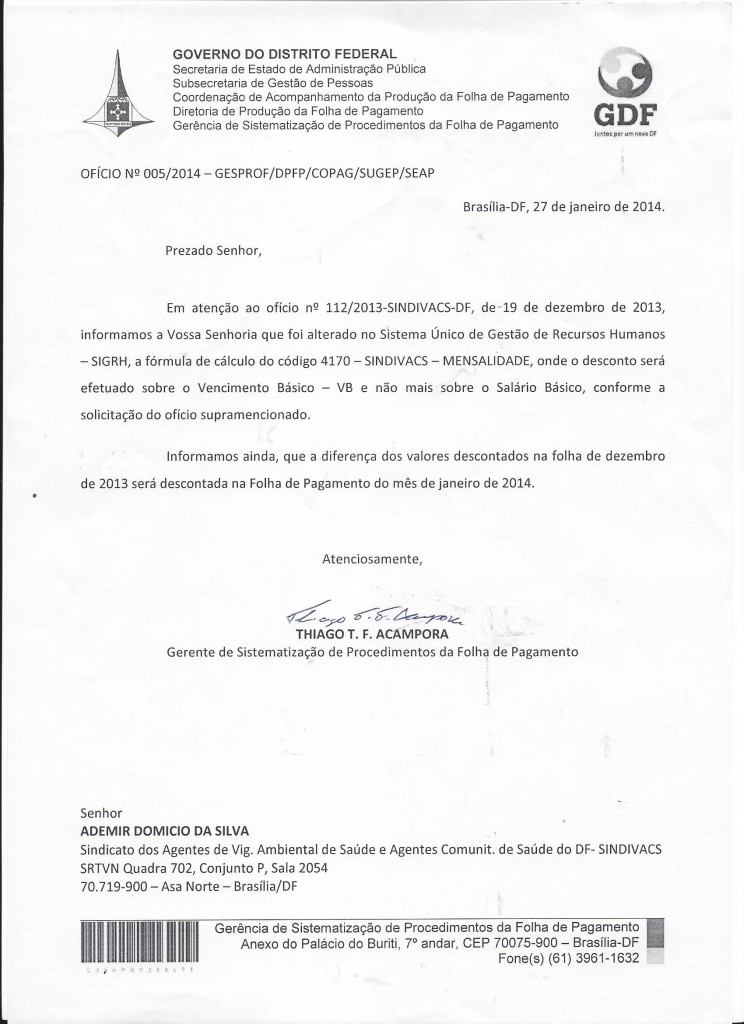 GOVERNO DO DISTRITO FEDERAL
Secretaria de Estado de Administração Pública
Subsecretaria de Gestão de Pessoas
Coordenação de Acompanhamento da Produção da Folha de Pagamento
Diretoria de Produção da Folha de Pagamento
Gerência de Sistematização de Procedimentos da Folha de Pagamento
GDF
Juntos por um novo DF
OFÍCIO Nº 005/2014 – GESPROF/DPFP/COPAG/SUGEP/SEAP
Brasília-DF, 27 de janeiro de 2014.
Prezado Senhor,
Em atenção ao ofício nº 112/2013-SINDIVACS-DF, de 19 de dezembro de 2013,
informamos a Vossa Senhoria que foi alterado no Sistema Único de Gestão de Recursos Humanos
– SIGRH, a fórmula de cálculo do código 4170 – SINDIVACS – MENSALIDADE, onde o desconto será
efetuado sobre o Vencimento Básico – VB e não mais sobre o Salário Básico, conforme a
solicitação do ofício supramencionado.
Informamos ainda, que a diferença dos valores descontados na folha de dezembro
de 2013 será descontada na Folha de Pagamento do mês de janeiro de 2014.
Atenciosamente,
Thiago T. F. Acampora
THIAGO T. F. ACAMPORA
Gerente de Sistematização de Procedimentos da Folha de Pagamento
Senhor
ADEMIR DOMICIO DA SILVA
Sindicato dos Agentes de Vig. Ambiental de Saúde e Agentes Comunit. de Saúde do DF- SINDIVACS
SRTVN Quadra 702, Conjunto P, Sala 2054
70.719-900 – Asa Norte – Brasília/DF
Gerência de Sistematização de Procedimentos da Folha de Pagamento
Anexo do Palácio do Buriti, 7º andar, CEP 70075-900 – Brasília-DF
Fone(s) (61) 3961-1632